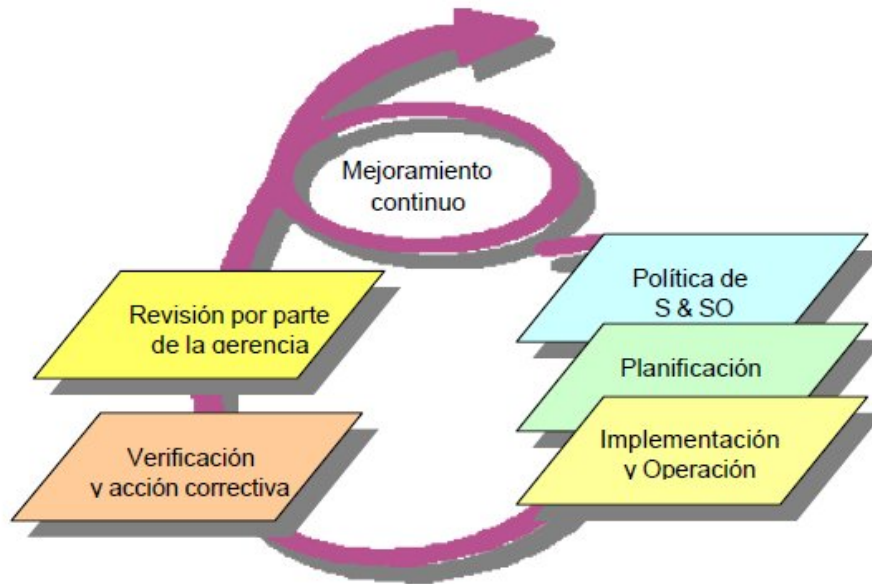 Mejoramiento
continuo
Política de
S & SO
Planificación
Implementación
y Operación
Verificación
y acción correctiva
Revisión por parte
de la gerencia